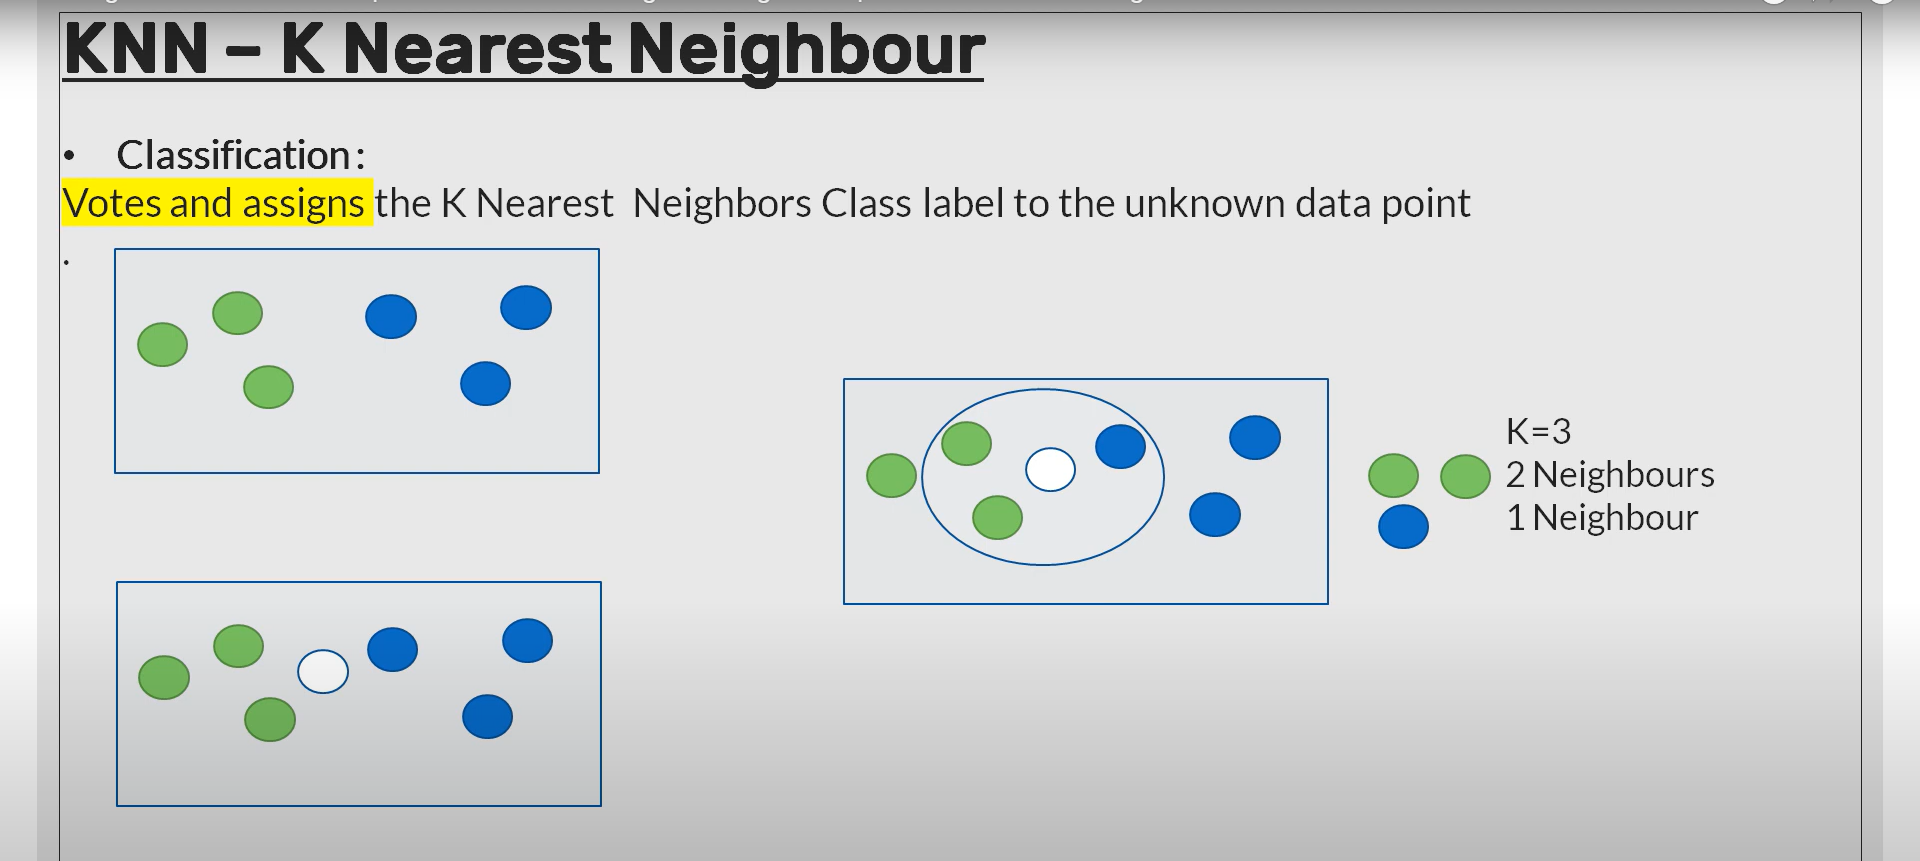 KNN – K Nearest Neighbour
• Classification:
Votes and assigns the K Nearest Neighbors Class label to the unknown data point
.
K=3
2 Neighbours
1 Neighbour